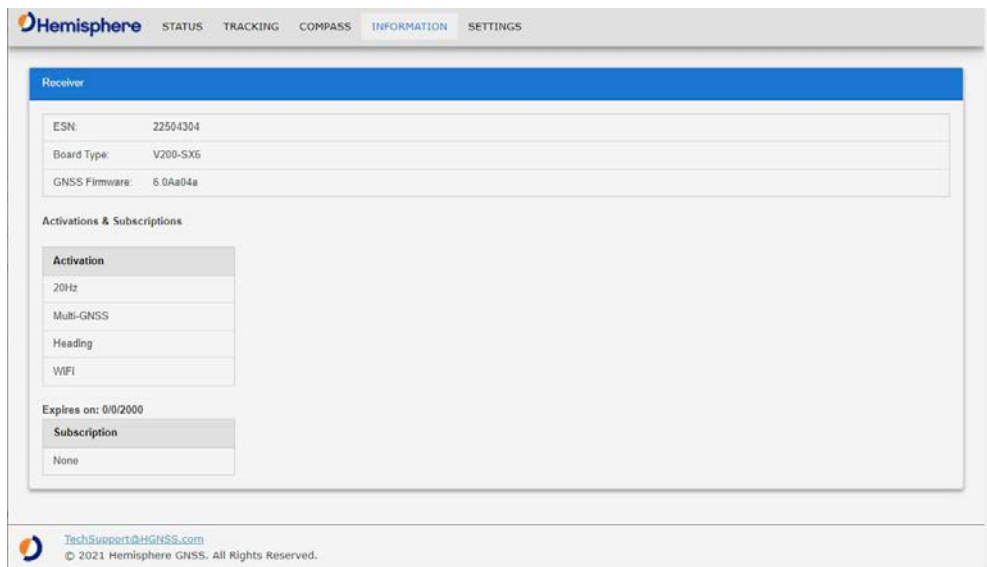 Hemisphere STATUS TRACKING COMPASS INFORMATION SETTINGS
Receiver
ESN: 22504304
Board Type: V200-SX6
GNSS Firmware: 6.0Aa04a
Activations & Subscriptions
Activation
20Hz
Multi-GNSS
Heading
WiFi
Expires on: 0/0/2000
Subscription
None
TechSupport@HGNSS.com
© 2021 Hemisphere GNSS. All Rights Reserved.